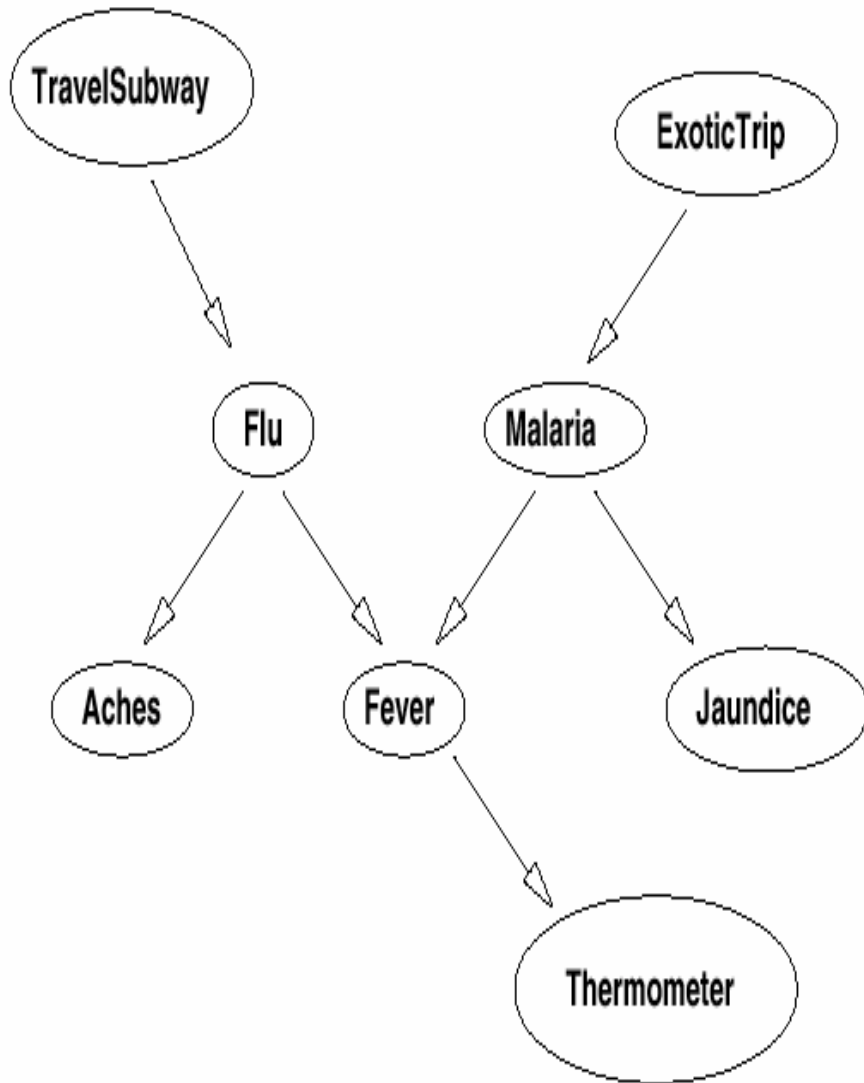 TravelSubway
ExoticTrip
Flu
Malaria
Aches
Fever
Jaundice
Thermometer